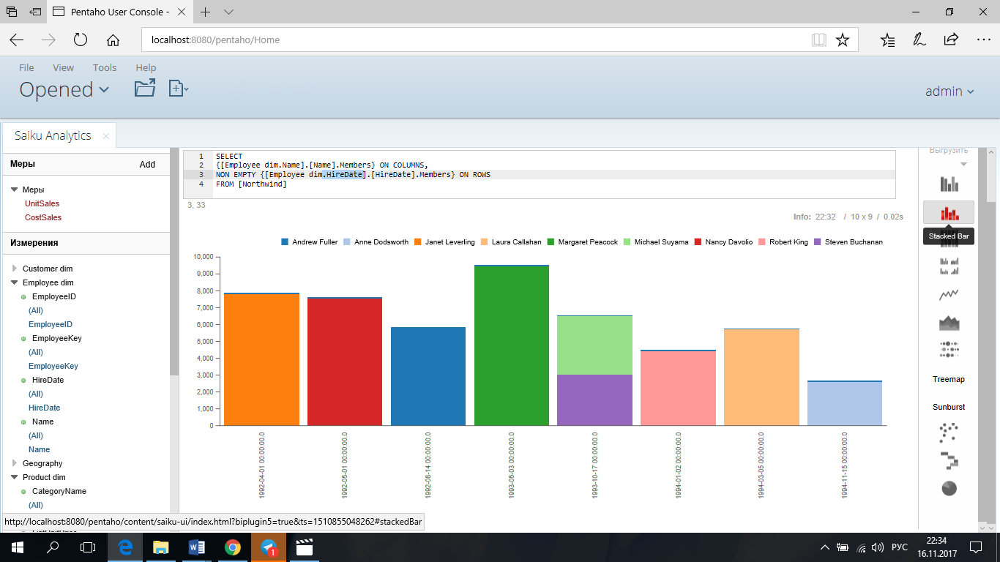 Pentaho User Console -
localhost:8080/pentaho/Home
File View Tools Help
Opened
admin
Saiku Analytics
Меры Add
Меры
UnitSales
CostSales
Измерения
Customer dim
Employee dim
EmployeeID
(All)
EmployeeID
EmployeeKey
(All)
EmployeeKey
HireDate
(All)
HireDate
Name
(All)
Name
Geography
Product dim
CategoryName
(All)
1 SELECT
2 {[Employee dim.Name].[Name].Members} ON COLUMNS,
3 NON EMPTY {[Employee dim.HireDate].[HireDate].Members} ON ROWS
4 FROM [Northwind]
3, 33
Info: 22:32 / 10 x 9 / 0.02s
Andrew Fuller Anne Dodsworth Janet Leverling Laura Callahan Margaret Peacock Michael Suyama Nancy Davolio Robert King Steven Buchanan
10,000
9,000
8,000
7,000
6,000
5,000
4,000
3,000
2,000
1,000
0
1992-04-01 00:00:00.0
1992-05-01 00:00:00.0
1992-08-14 00:00:00.0
1993-05-03 00:00:00.0
1993-10-17 00:00:00.0
1994-01-02 00:00:00.0
1994-03-05 00:00:00.0
1994-11-15 00:00:00.0
Выгрузить
Stacked Bar
Treemap
Sunburst
http://localhost:8080/pentaho/content/saiku-ui/index.html?biplugin5=true&ts=1510855048262#stackedBar
1
РУС
22:34
16.11.2017